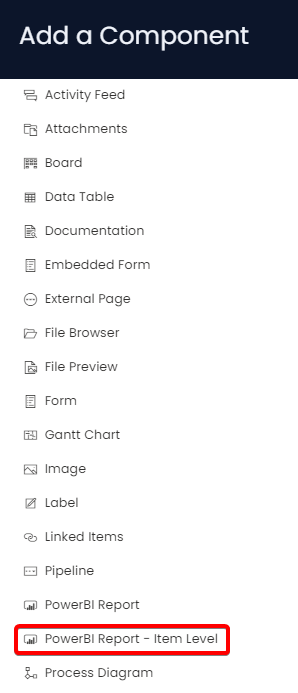 Add a Component
Activity Feed
Attachments
Board
Data Table
Documentation
Embedded Form
External Page
File Browser
File Preview
Form
Gantt Chart
Image
Label
Linked Items
Pipeline
PowerBI Report
PowerBI Report - Item Level
Process Diagram